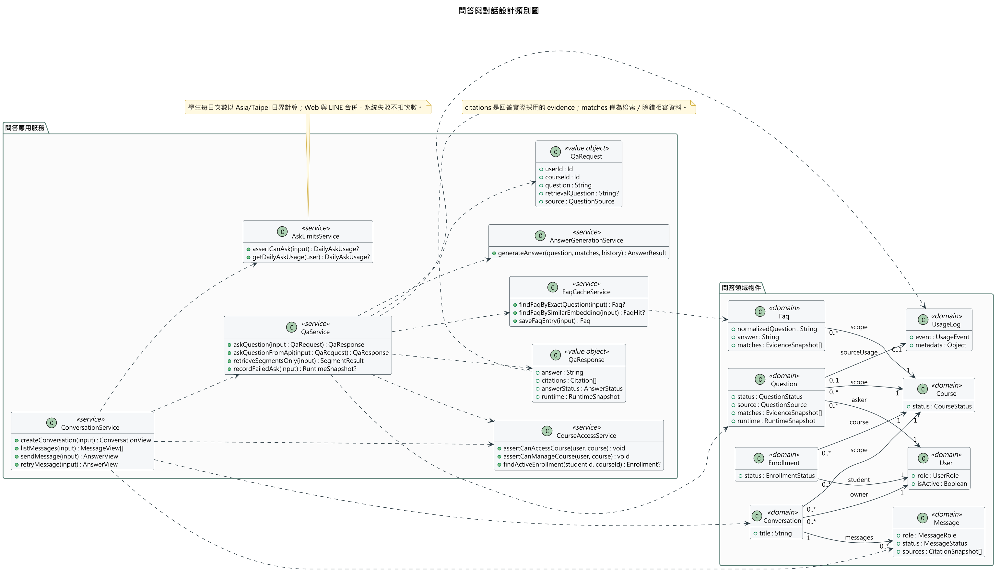 問答與對話設計類別圖
學生每日次數以 Asia/Taipei 日界計算；Web 與 LINE 合併，系統失敗不扣次數。
citations 是回答實際採用的 evidence；matches 僅為檢索 / 除錯相容資料。
問答應用服務
«value object»
QaRequest
userId : Id
courseId : Id
question : String
retrievalQuestion : String?
source : QuestionSource
«service»
AskLimitsService
assertCanAsk(input) : DailyAskUsage?
getDailyAskUsage(user) : DailyAskUsage?
«service»
AnswerGenerationService
generateAnswer(question, matches, history) : AnswerResult
«service»
FaqCacheService
findFaqByExactQuestion(input) : Faq?
findFaqBySimilarEmbedding(input) : FaqHit?
saveFaqEntry(input) : Faq
«service»
QaService
askQuestion(input : QaRequest) : QaResponse
askQuestionFromApi(input : QaRequest) : QaResponse
retrieveSegmentsOnly(input) : SegmentResult
recordFailedAsk(input) : RuntimeSnapshot?
«value object»
QaResponse
answer : String
citations : Citation[]
answerStatus : AnswerStatus
runtime : RuntimeSnapshot
«service»
ConversationService
createConversation(input) : ConversationView
listMessages(input) : MessageView[]
sendMessage(input) : AnswerView
retryMessage(input) : AnswerView
«service»
CourseAccessService
assertCanAccessCourse(user, course) : void
assertCanManageCourse(user, course) : void
findActiveEnrollment(studentId, courseId) : Enrollment?
問答領域物件
«domain»
Faq
normalizedQuestion : String
answer : String
matches : EvidenceSnapshot[]
«domain»
UsageLog
event : UsageEvent
metadata : Object
«domain»
Question
status : QuestionStatus
source : QuestionSource
matches : EvidenceSnapshot[]
runtime : RuntimeSnapshot
«domain»
Course
status : CourseStatus
«domain»
Enrollment
status : EnrollmentStatus
«domain»
User
role : UserRole
isActive : Boolean
«domain»
Conversation
title : String
«domain»
Message
role : MessageRole
status : MessageStatus
sources : CitationSnapshot[]
scope
0..*
1
sourceUsage
0..1
0..1
scope
0..*
1
asker
0..*
1
course
0..*
1
scope
0..*
1
student
0..*
1
owner
0..*
1
messages
1
0..*